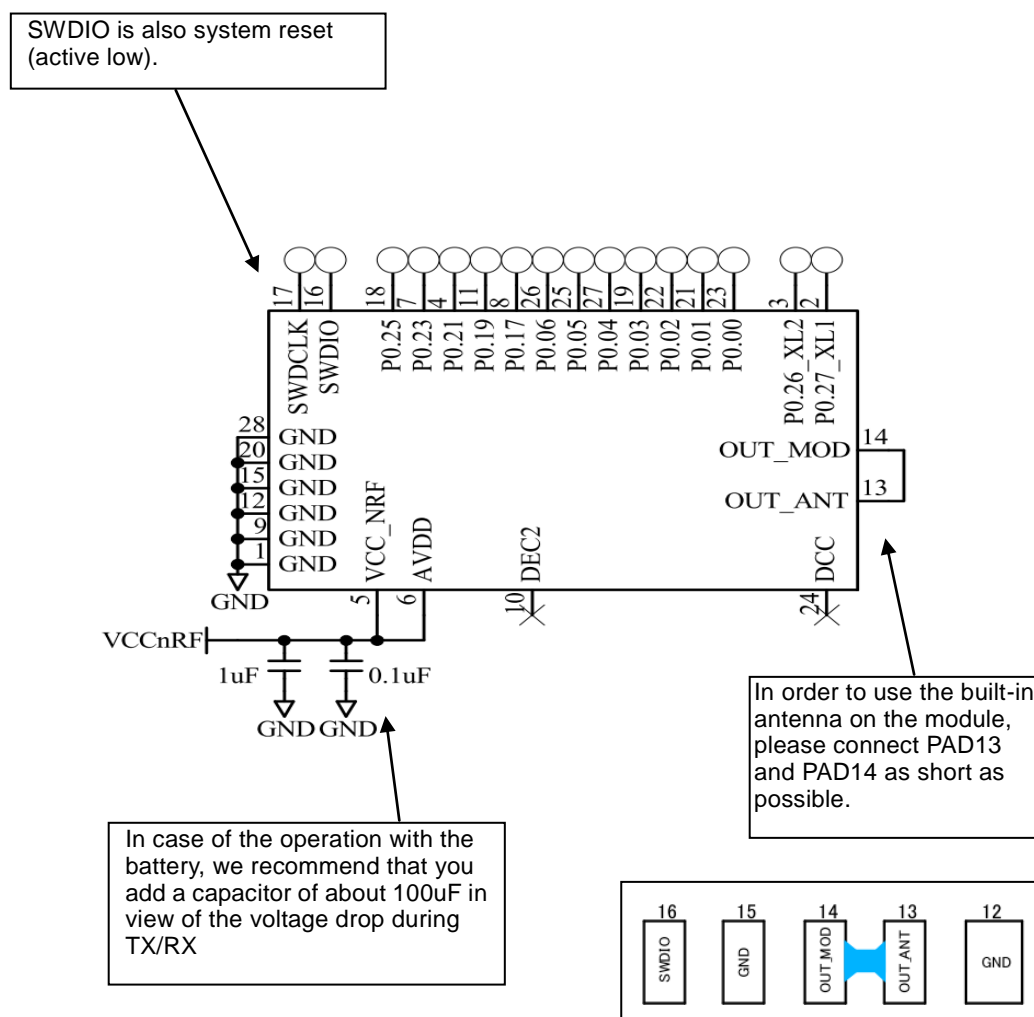 SWDIO is also system reset
(active low).
17
16
18
7
4
11
8
26
25
27
19
22
21
23
3
2
SWDCLK
SWDIO
P0.25
P0.23
P0.21
P0.19
P0.17
P0.06
P0.05
P0.04
P0.03
P0.02
P0.01
P0.00
P0.26_XL2
P0.27_XL1
28 GND
20 GND
15 GND
12 GND
9 GND
1 GND
GND
OUT_MOD 14
OUT_ANT 13
VCC_NRF
AVDD
DEC2
DCC
5
6
10
24
VCCnRF
1uF
0.1uF
GND GND
In order to use the built-in
antenna on the module,
please connect PAD13
and PAD14 as short as
possible.
In case of the operation with the
battery, we recommend that you
add a capacitor of about 100uF in
view of the voltage drop during
TX/RX
16 15 14 13 12
SWDIO
GND
OUT_MOD
OUT_ANT
GND